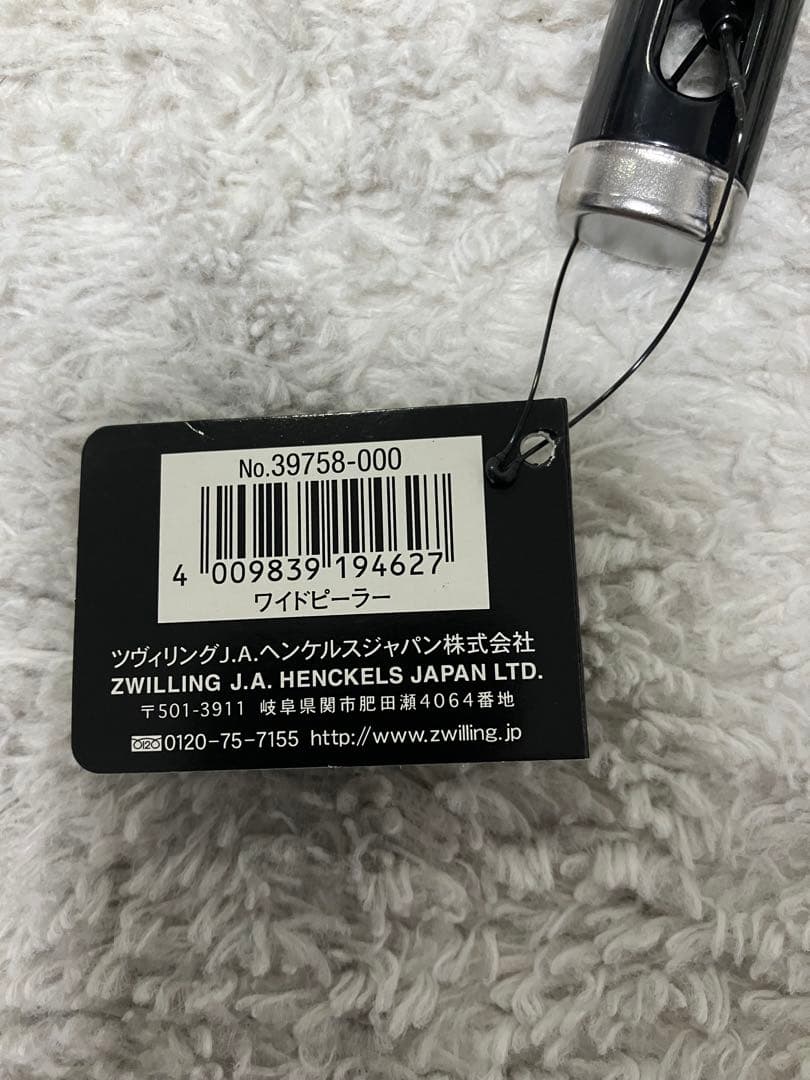 No.39758-000
4 009839 194627
ワイドピーラー
ツヴィリングJ.A.ヘンケルスジャパン株式会社
ZWILLING J.A. HENCKELS JAPAN LTD.
〒501-3911 岐阜県関市肥田瀬4064番地
0120-75-7155 http://www.zwilling.jp